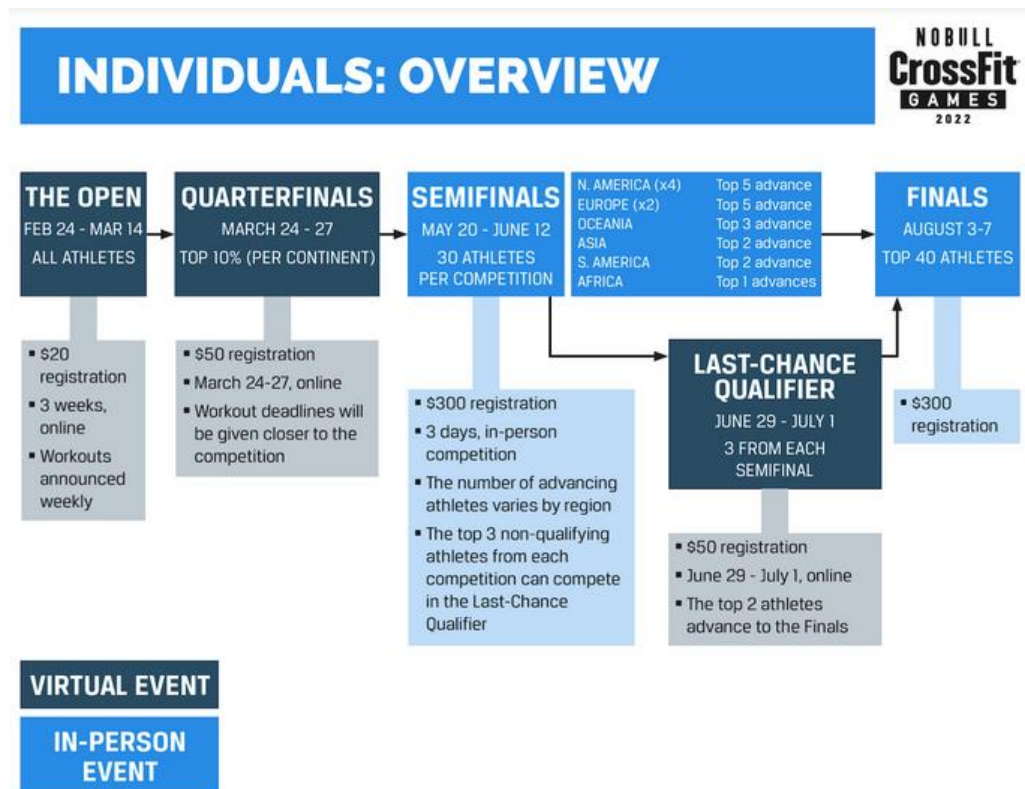 INDIVIDUALS: OVERVIEW
NOBULL
CrossFit
GAMES
2022
THE OPEN
FEB 24 - MAR 14
ALL ATHLETES
▪ $20
registration
▪ 3 weeks,
online
▪ Workouts
announced
weekly
QUARTERFINALS
MARCH 24 - 27
TOP 10% (PER CONTINENT)
▪ $50 registration
▪ March 24-27, online
▪ Workout deadlines will
be given closer to the
competition
SEMIFINALS
MAY 20 - JUNE 12
30 ATHLETES
PER COMPETITION
N. AMERICA (x4) Top 5 advance
EUROPE (x2) Top 5 advance
OCEANIA Top 3 advance
ASIA Top 2 advance
S. AMERICA Top 2 advance
AFRICA Top 1 advances
▪ $300 registration
▪ 3 days, in-person
competition
▪ The number of advancing
athletes varies by region
▪ The top 3 non-qualifying
athletes from each
competition can compete
in the Last-Chance
Qualifier
LAST-CHANCE
QUALIFIER
JUNE 29 - JULY 1
3 FROM EACH
SEMIFINAL
▪ $50 registration
▪ June 29 - July 1, online
▪ The top 2 athletes
advance to the Finals
FINALS
AUGUST 3-7
TOP 40 ATHLETES
▪ $300
registration
VIRTUAL EVENT
IN-PERSON
EVENT